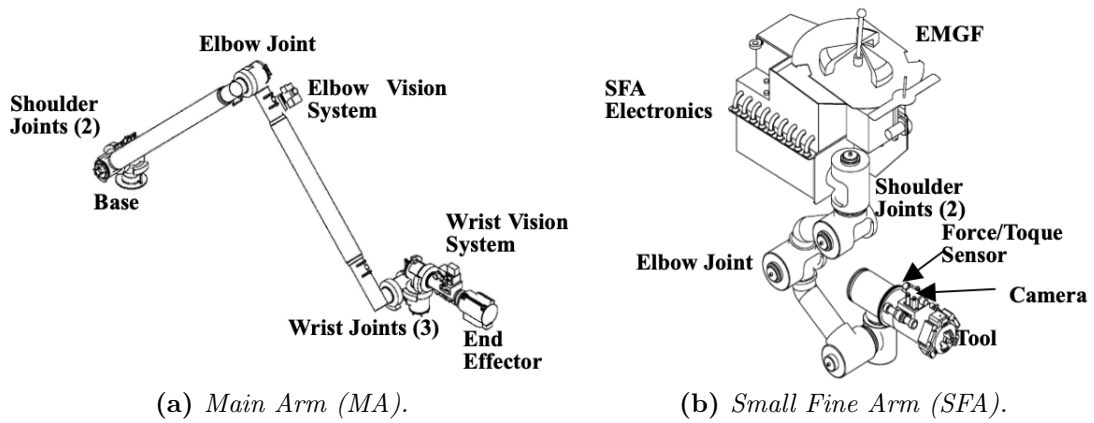 Elbow Joint
Elbow Vision
System
Shoulder
Joints (2)
Base
Wrist Vision
System
Wrist Joints (3)
End
Effector
(a) Main Arm (MA).
EMGF
SFA
Electronics
Shoulder
Joints (2)
Force/Toque
Sensor
Elbow Joint
Camera
Tool
(b) Small Fine Arm (SFA).